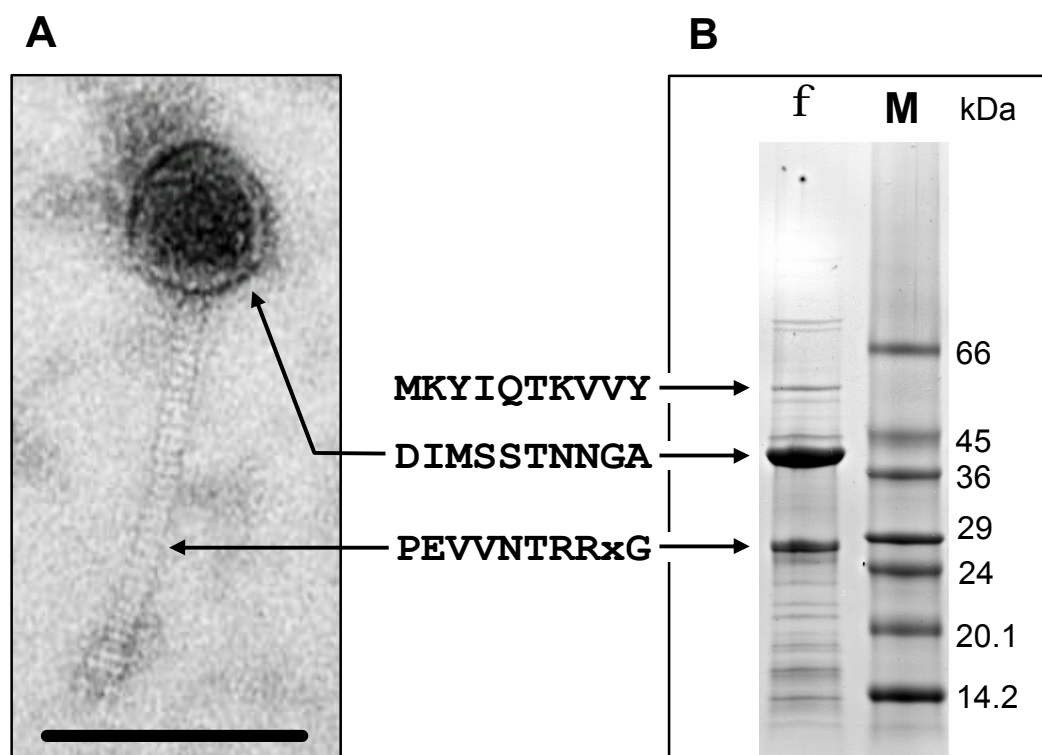 A
B
f
M
kDa
66
MKYIQTKVVY
45
DIMSSTNNGA
36
29
PEVVNTRRxG
24
20.1
14.2